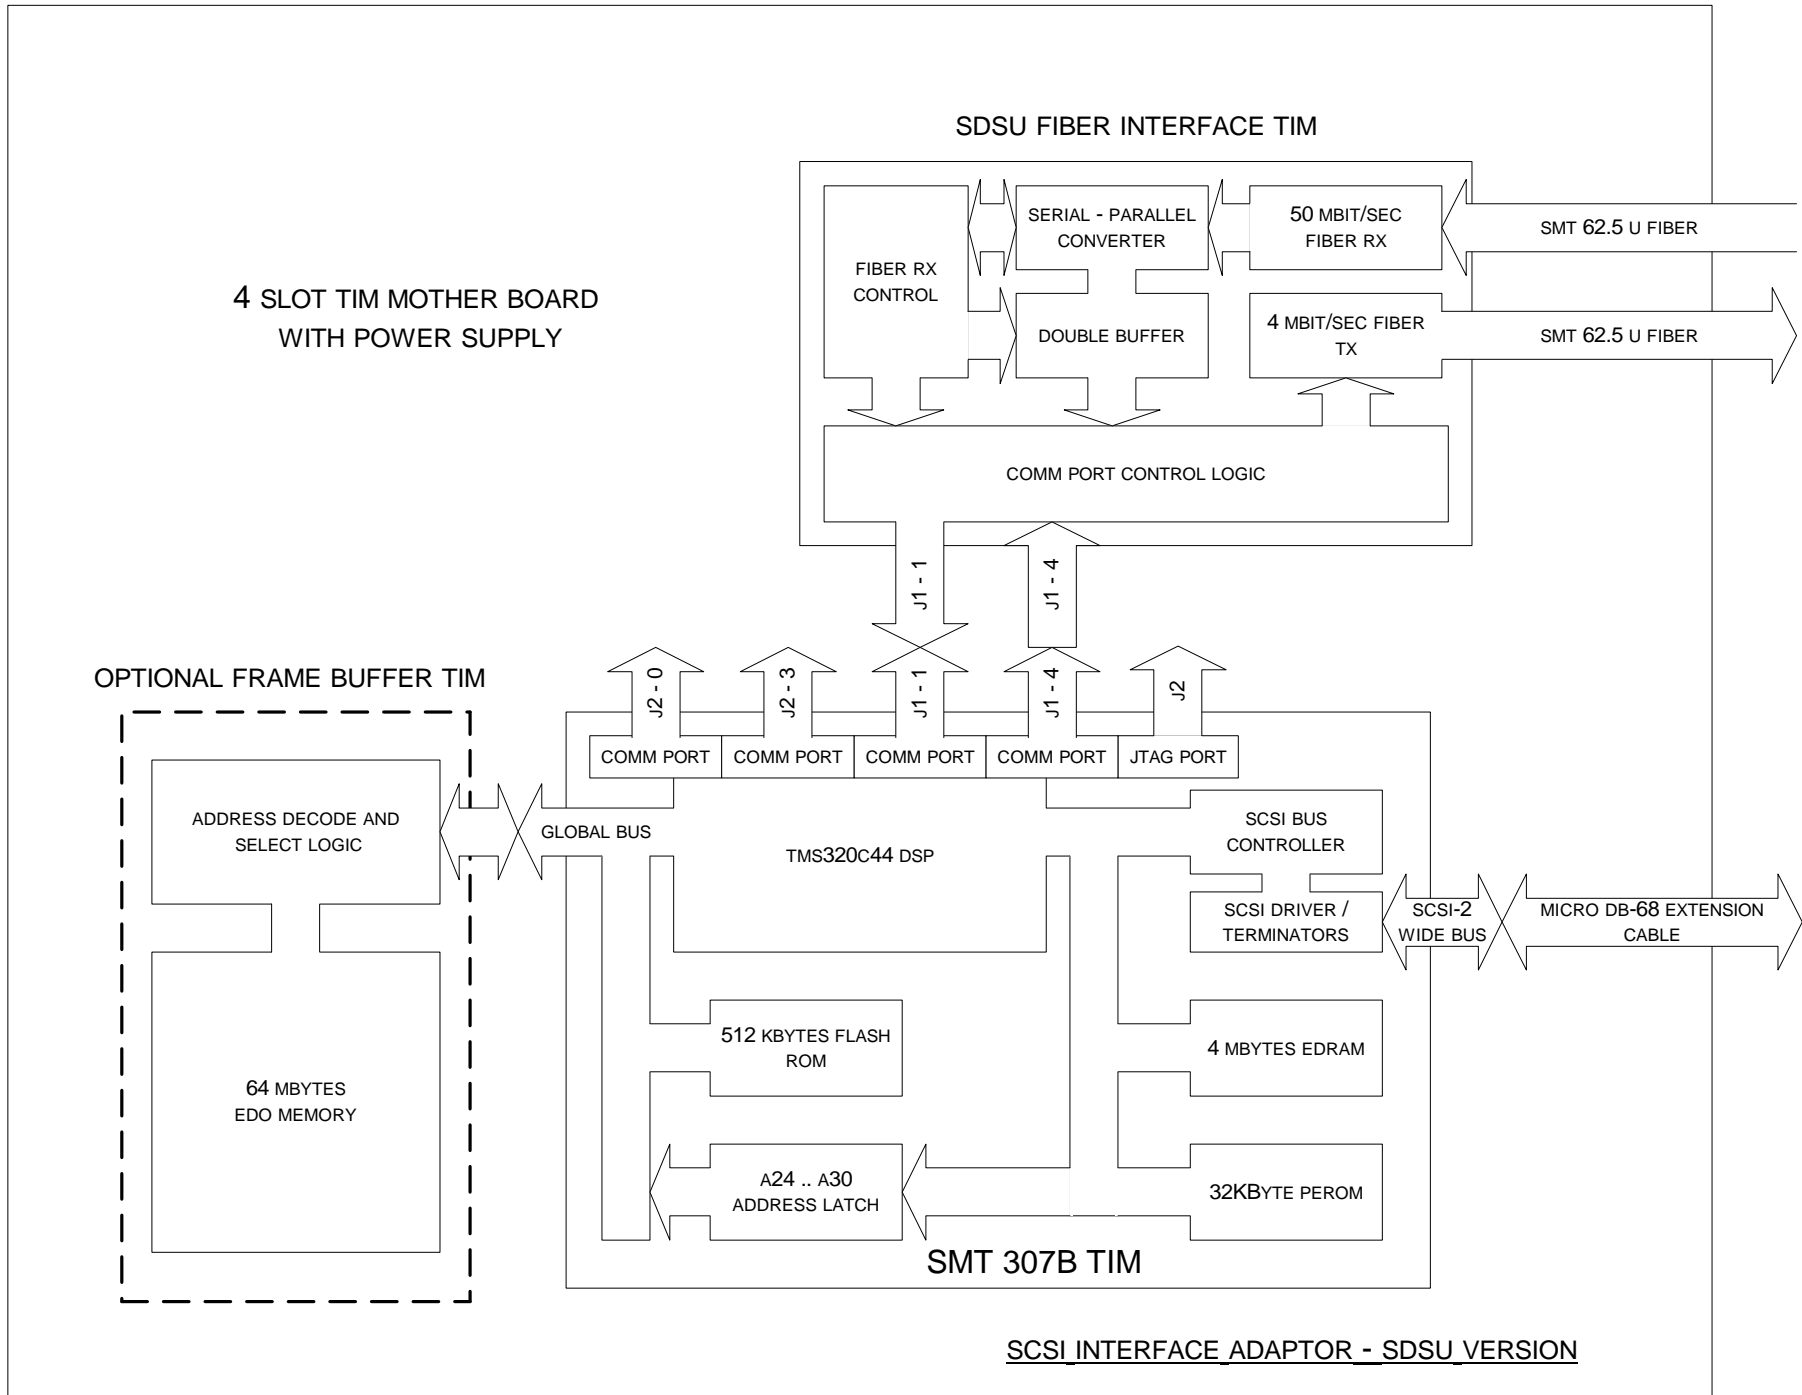 SDSU FIBER INTERFACE TIM
4 SLOT TIM MOTHER BOARD
WITH POWER SUPPLY
FIBER RX
CONTROL
SERIAL - PARALLEL
CONVERTER
50 MBIT/SEC
FIBER RX
SMT 62.5 U FIBER
DOUBLE BUFFER
4 MBIT/SEC FIBER
TX
SMT 62.5 U FIBER
COMM PORT CONTROL LOGIC
J1 - 1
J1 - 4
OPTIONAL FRAME BUFFER TIM
J2 - 0
J2 - 3
J1 - 1
J1 - 4
J2
COMM PORT
COMM PORT
COMM PORT
COMM PORT
JTAG PORT
ADDRESS DECODE AND
SELECT LOGIC
GLOBAL BUS
TMS320C44 DSP
SCSI BUS
CONTROLLER
SCSI DRIVER /
TERMINATORS
SCSI-2
WIDE BUS
MICRO DB-68 EXTENSION
CABLE
64 MBYTES
EDO MEMORY
512 KBYTES FLASH
ROM
4 MBYTES EDRAM
A24 .. A30
ADDRESS LATCH
32KBYTE PEROM
SMT 307B TIM
SCSI INTERFACE ADAPTOR - SDSU VERSION